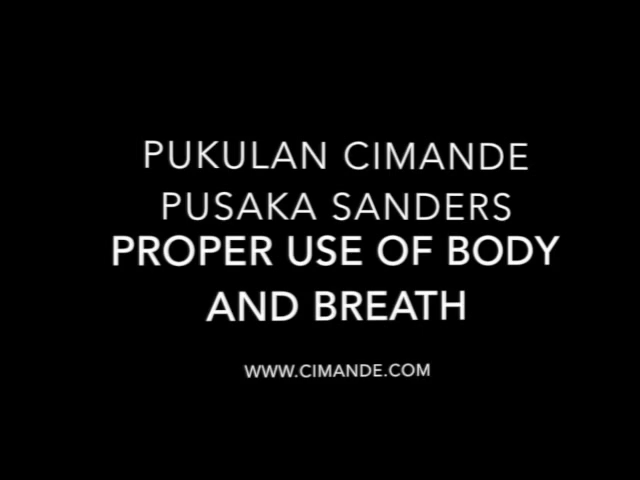 PUKULAN CIMANDE
PUSAKA SANDERS
PROPER USE OF BODY
AND BREATH
WWW.CIMANDE.COM